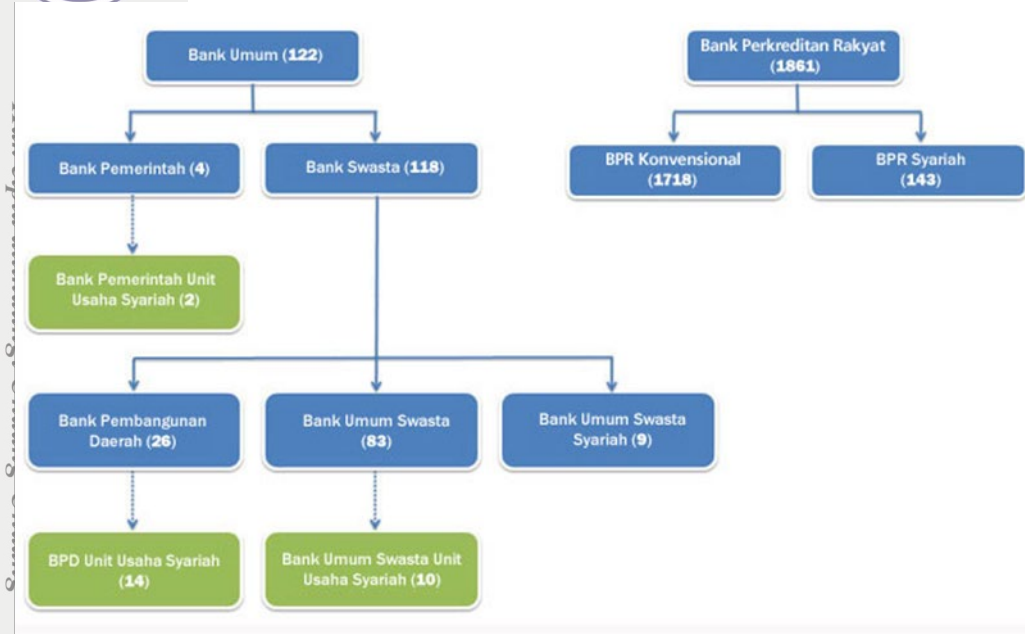 Bank Umum (122)
Bank Perkreditan Rakyat
(1861)
Bank Pemerintah (4)
Bank Swasta (118)
BPR Konvensional
(1718)
BPR Syariah
(143)
Bank Pemerintah Unit
Usaha Syariah (2)
Bank Pembangunan
Daerah (26)
Bank Umum Swasta
(83)
Bank Umum Swasta
Syariah (9)
BPD Unit Usaha Syariah
(14)
Bank Umum Swasta Unit
Usaha Syariah (10)